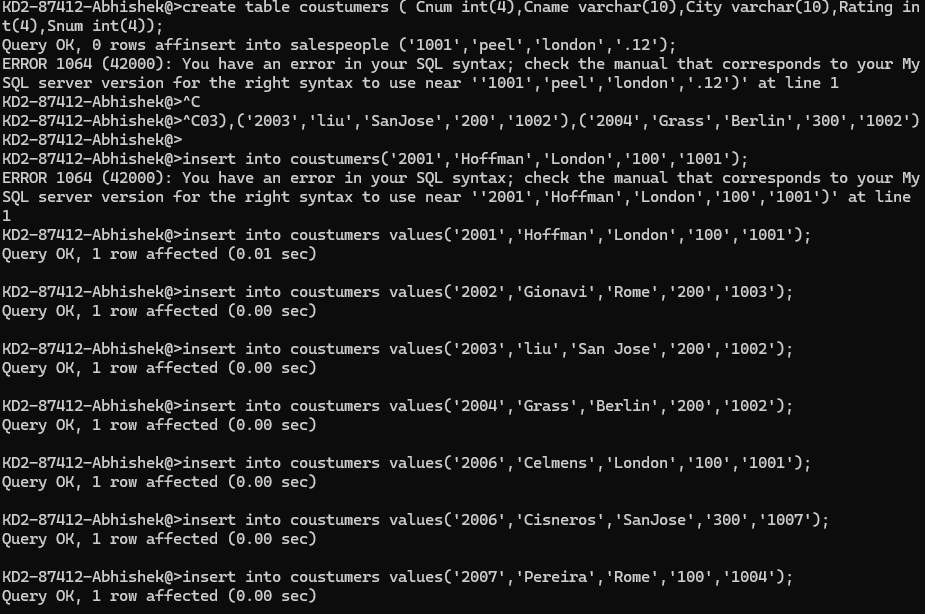 KD2-87412-Abhishek@>create table coustumers ( Cnum int(4),Cname varchar(10),City varchar(10),Rating in
t(4),Snum int(4));
Query OK, 0 rows affinsert into salespeople ('1001','peel','london','.12');
ERROR 1064 (42000): You have an error in your SQL syntax; check the manual that corresponds to your My
SQL server version for the right syntax to use near ''1001','peel','london','.12')' at line 1
KD2-87412-Abhishek@>^C
KD2-87412-Abhishek@>^C03),('2003','liu','SanJose','200','1002'),('2004','Grass','Berlin','300','1002')
KD2-87412-Abhishek@>
KD2-87412-Abhishek@>insert into coustumers('2001','Hoffman','London','100','1001');
ERROR 1064 (42000): You have an error in your SQL syntax; check the manual that corresponds to your My
SQL server version for the right syntax to use near ''2001','Hoffman','London','100','1001')' at line
1
KD2-87412-Abhishek@>insert into coustumers values('2001','Hoffman','London','100','1001');
Query OK, 1 row affected (0.01 sec)
KD2-87412-Abhishek@>insert into coustumers values('2002','Gionavi','Rome','200','1003');
Query OK, 1 row affected (0.00 sec)
KD2-87412-Abhishek@>insert into coustumers values('2003','liu','San Jose','200','1002');
Query OK, 1 row affected (0.00 sec)
KD2-87412-Abhishek@>insert into coustumers values('2004','Grass','Berlin','200','1002');
Query OK, 1 row affected (0.00 sec)
KD2-87412-Abhishek@>insert into coustumers values('2006','Celmens','London','100','1001');
Query OK, 1 row affected (0.00 sec)
KD2-87412-Abhishek@>insert into coustumers values('2006','Cisneros','SanJose','300','1007');
Query OK, 1 row affected (0.00 sec)
KD2-87412-Abhishek@>insert into coustumers values('2007','Pereira','Rome','100','1004');
Query OK, 1 row affected (0.00 sec)